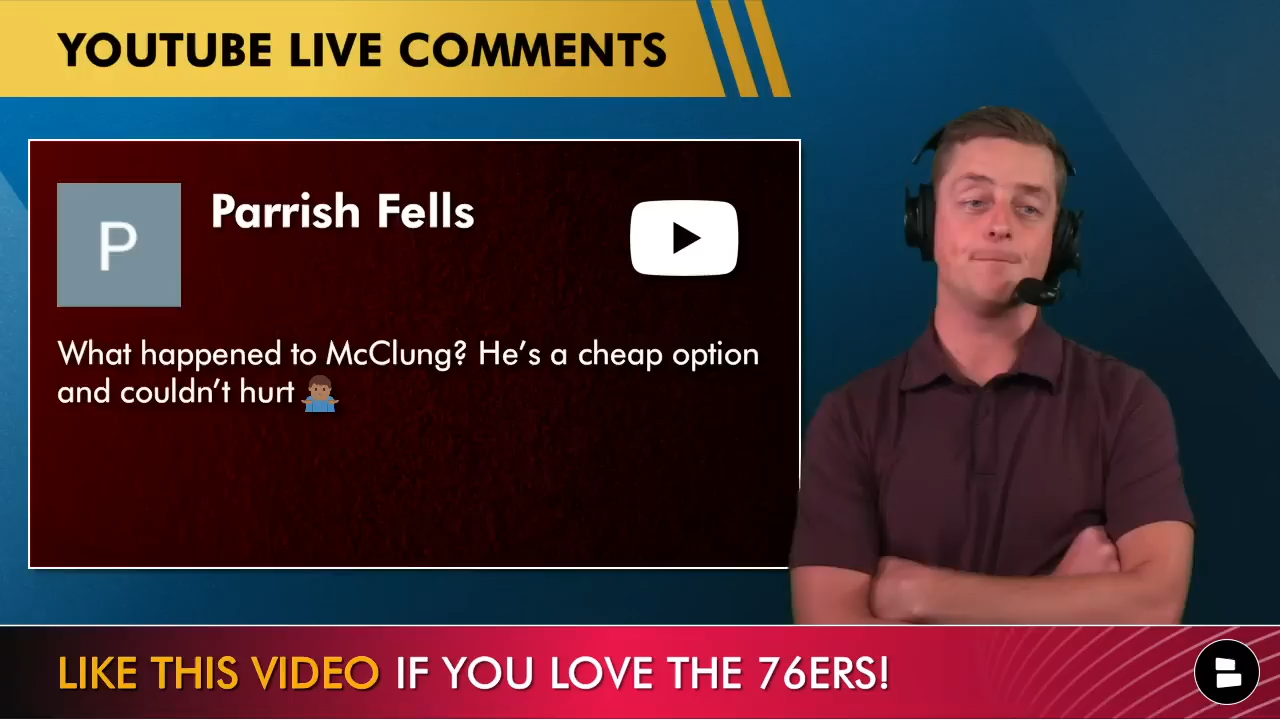 YOUTUBE LIVE COMMENTS
P
Parrish Fells
What happened to McClung? He's a cheap option
and couldn't hurt 🤷🏽‍♂️
LIKE THIS VIDEO IF YOU LOVE THE 76ERS!